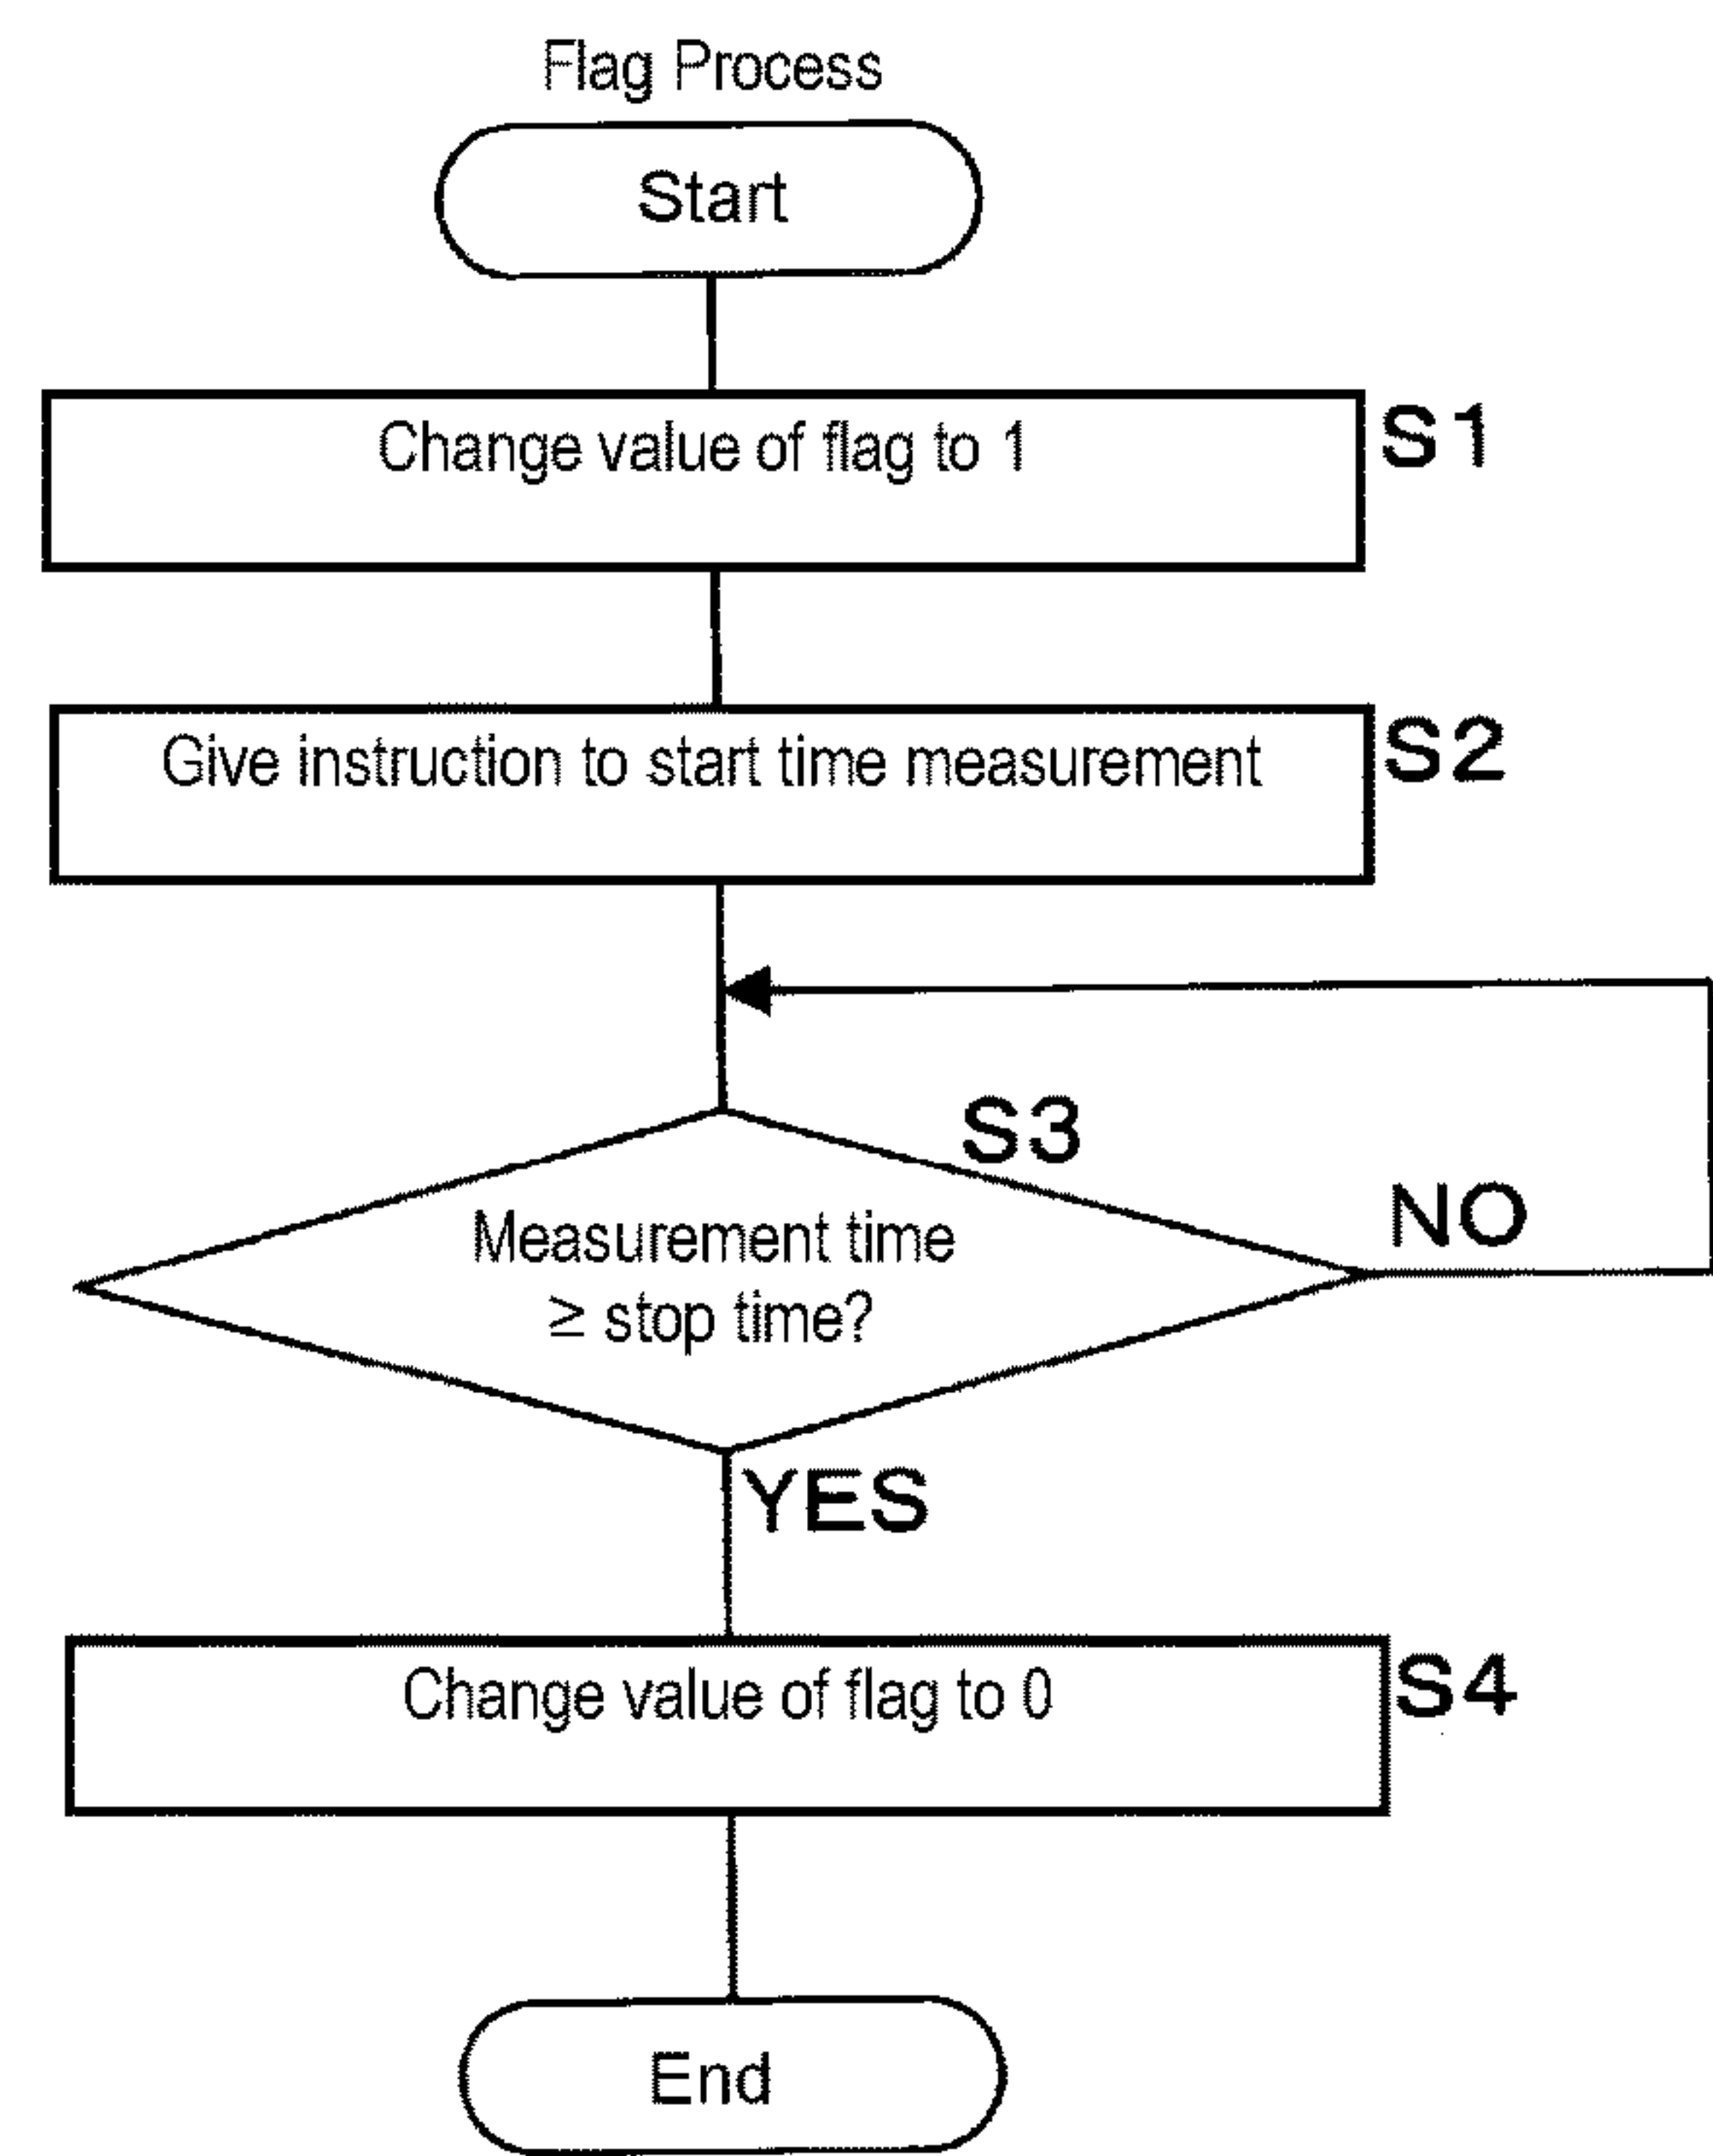 Flag Process
Start
Change value of flag to 1
S1
Give instruction to start time measurement
S2
S3
Measurement time
≥ stop time?
NO
YES
Change value of flag to 0
S4
End